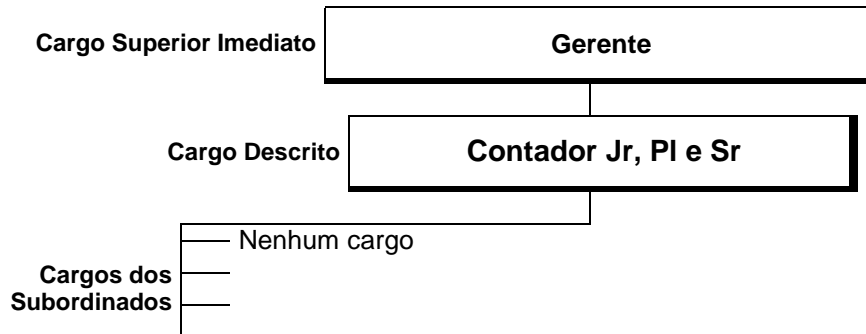 Cargo Superior Imediato
Gerente
Cargo Descrito
Contador Jr, Pl e Sr
Nenhum cargo
Cargos dos
Subordinados